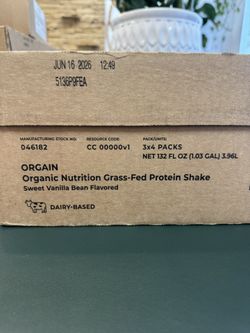 JUN 16 2026 12:49
5136P9FEA
MANUFACTURING STOCK NO. RESOURCE CODE: PACK/UNITS:
046182 CC 00000v1 3x4 PACKS
NET 132 FL OZ (1.03 GAL) 3.96L
ORGAIN
Organic Nutrition Grass-Fed Protein Shake
Sweet Vanilla Bean Flavored
DAIRY-BASED